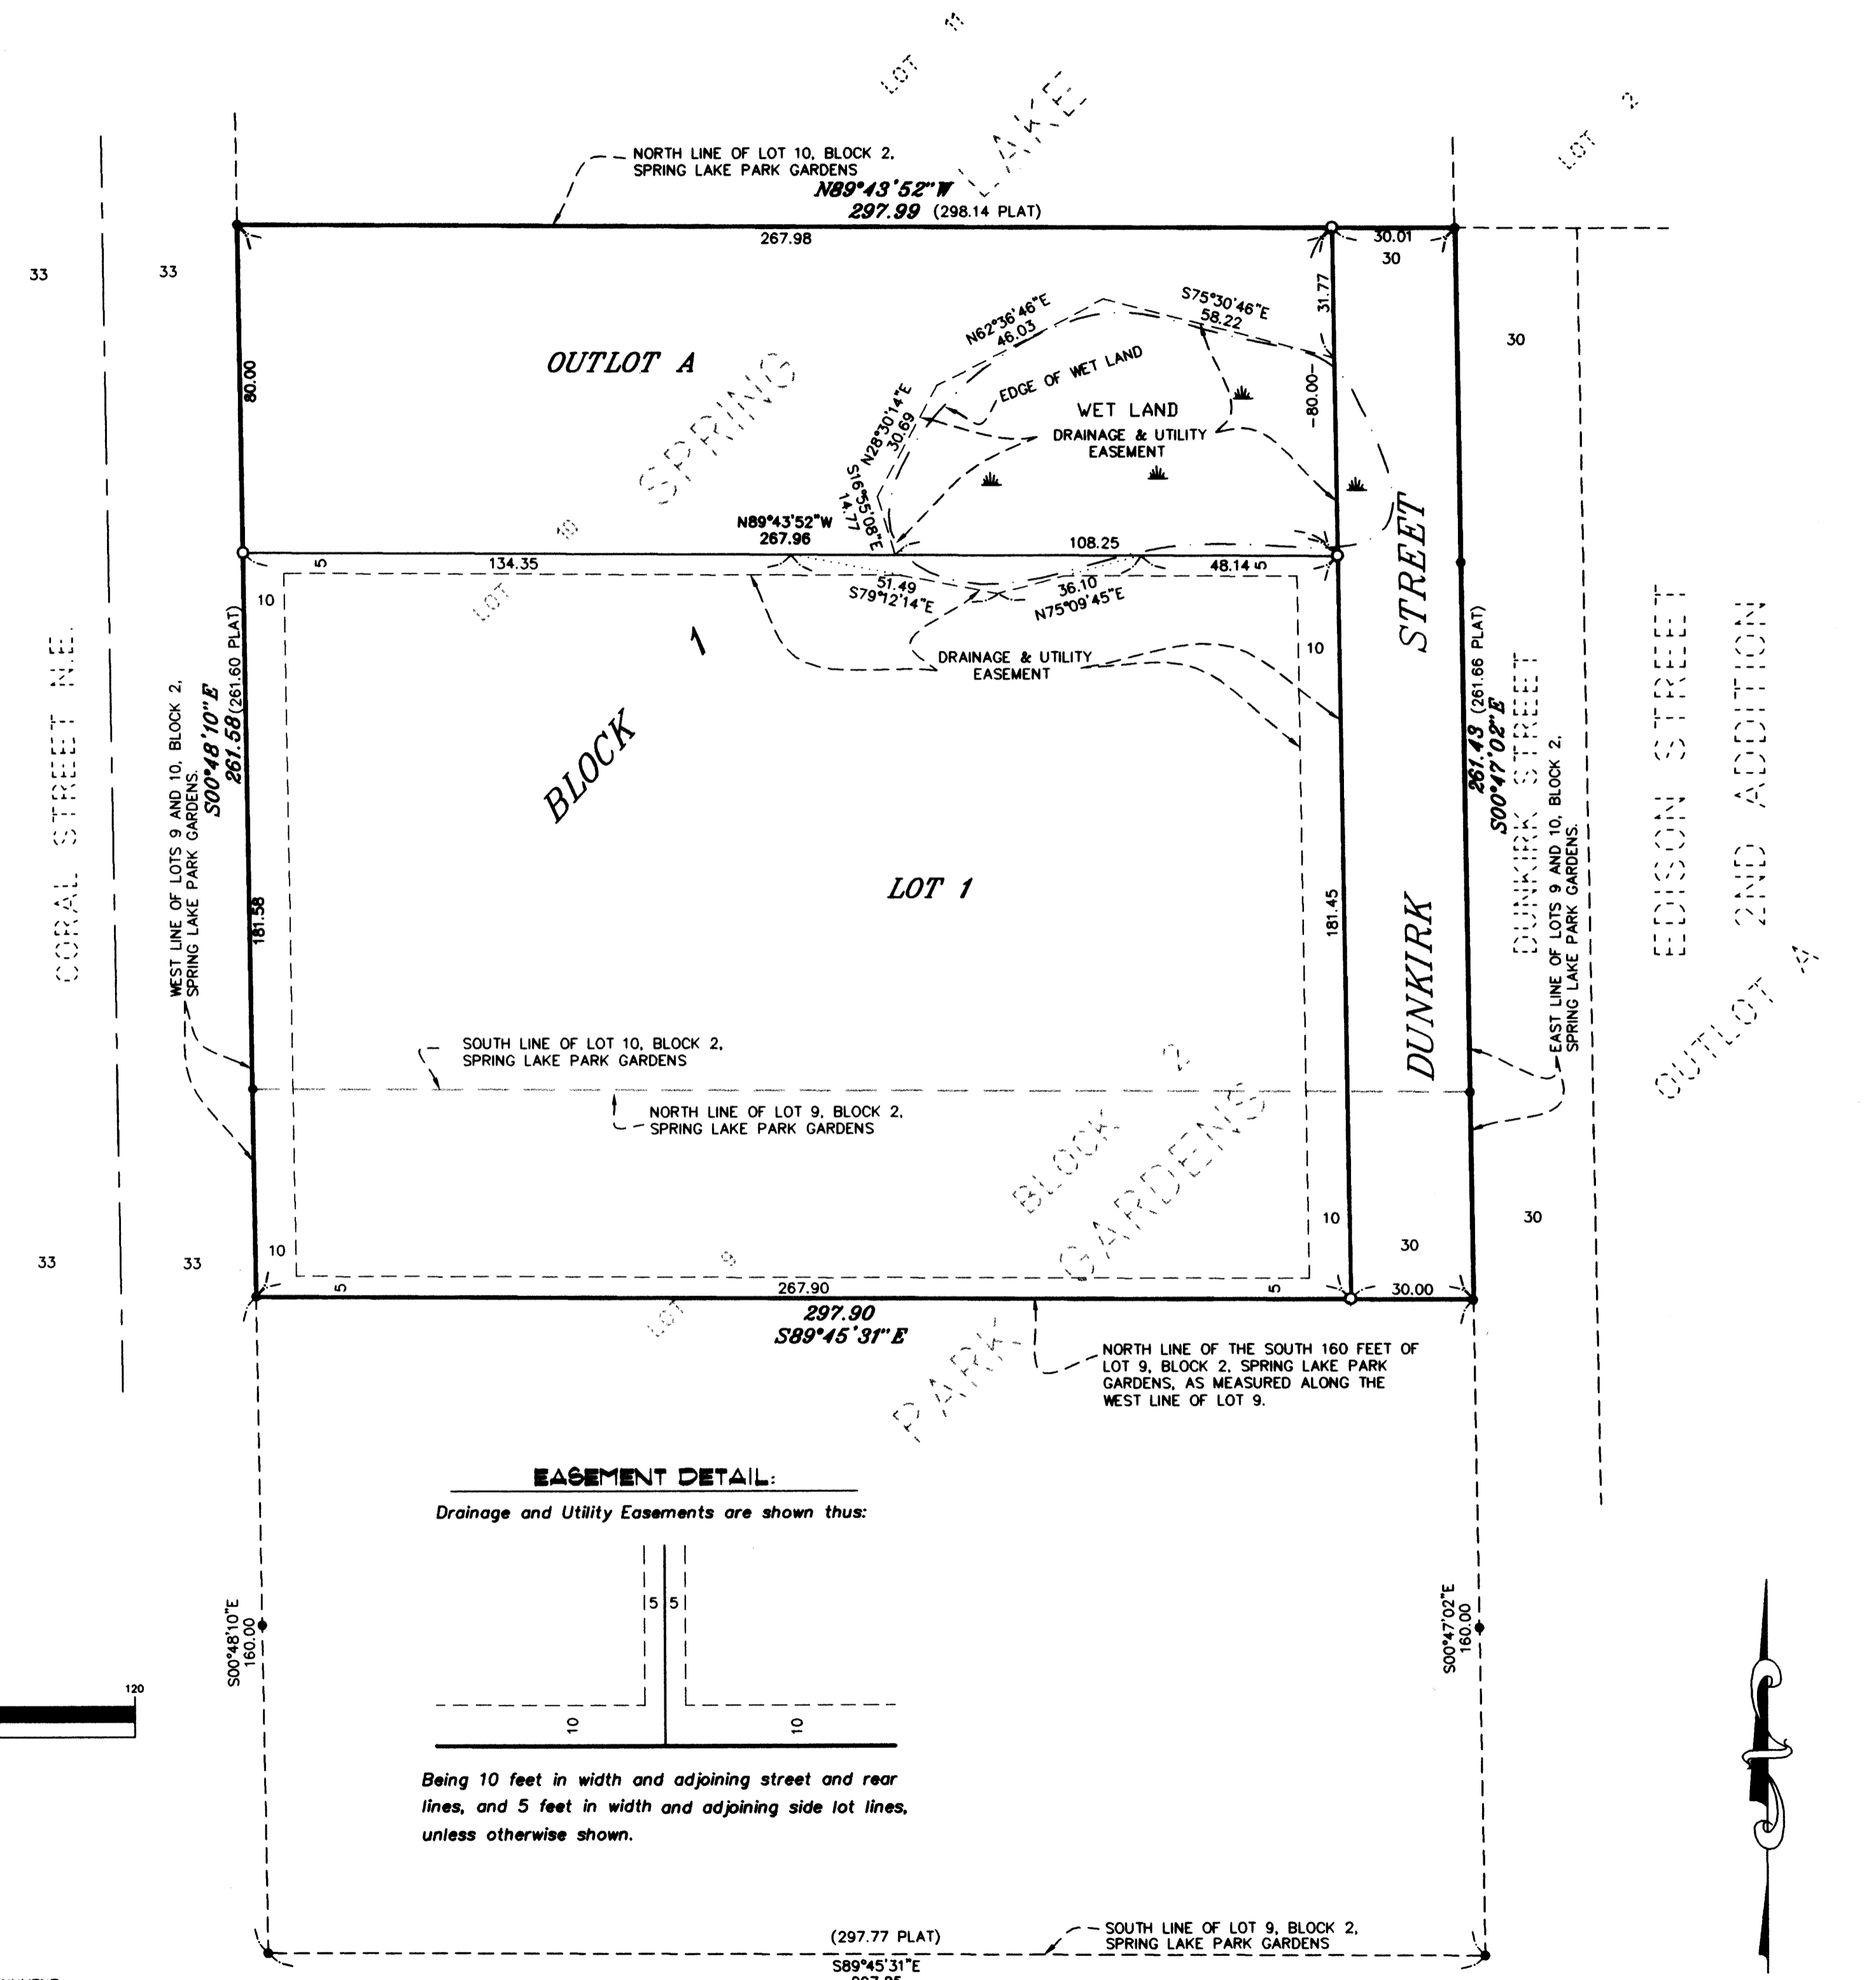 LOT 11
LAKE
LOT 2
NORTH LINE OF LOT 10, BLOCK 2,
SPRING LAKE PARK GARDENS
N89°43'52"W
297.99 (298.14 PLAT)
267.98
30.01
30
33
33
31.77
S75°30'46"E
58.22
N62°36'46"E
46.03
30
OUTLOT A
SPRING
80.00
EDGE OF WET LAND
-80.00-
WET LAND
DRAINAGE & UTILITY
EASEMENT
N28°30'14"E
30.69
S16°55'08"E
14.77
LOT 10
N89°43'52"W
267.96
108.25
5
134.35
48.14
5
51.49
S79°12'14"E
36.10
N75°09'45"E
10
10
1
BLOCK
DRAINAGE & UTILITY
EASEMENT
STREET
DUNKIRK
CORAL STREET N.E.
WEST LINE OF LOTS 9 AND 10, BLOCK 2,
SPRING LAKE PARK GARDENS.
S00°48'10"E
261.58 (261.60 PLAT)
181.58
LOT 1
181.45
261.43 (261.66 PLAT)
S00°47'02"E
DUNKIRK STREET
EAST LINE OF LOTS 9 AND 10, BLOCK 2,
SPRING LAKE PARK GARDENS.
EDISON STREET
2ND ADDITION
OUTLOT A
SOUTH LINE OF LOT 10, BLOCK 2,
SPRING LAKE PARK GARDENS
NORTH LINE OF LOT 9, BLOCK 2,
SPRING LAKE PARK GARDENS
BLOCK 2
GARDENS
33
33
10
10
30
30
5
267.90
5
30.00
LOT 9
297.90
S89°45'31"E
PARK
NORTH LINE OF THE SOUTH 160 FEET OF
LOT 9, BLOCK 2, SPRING LAKE PARK
GARDENS, AS MEASURED ALONG THE
WEST LINE OF LOT 9.
EASEMENT DETAIL:
Drainage and Utility Easements are shown thus:
5 5
10
10
Being 10 feet in width and adjoining street and rear
lines, and 5 feet in width and adjoining side lot lines,
unless otherwise shown.
S00°48'10"E
160.00
S00°47'02"E
160.00
120
(297.77 PLAT)
S89°45'31"E
SOUTH LINE OF LOT 9, BLOCK 2,
SPRING LAKE PARK GARDENS